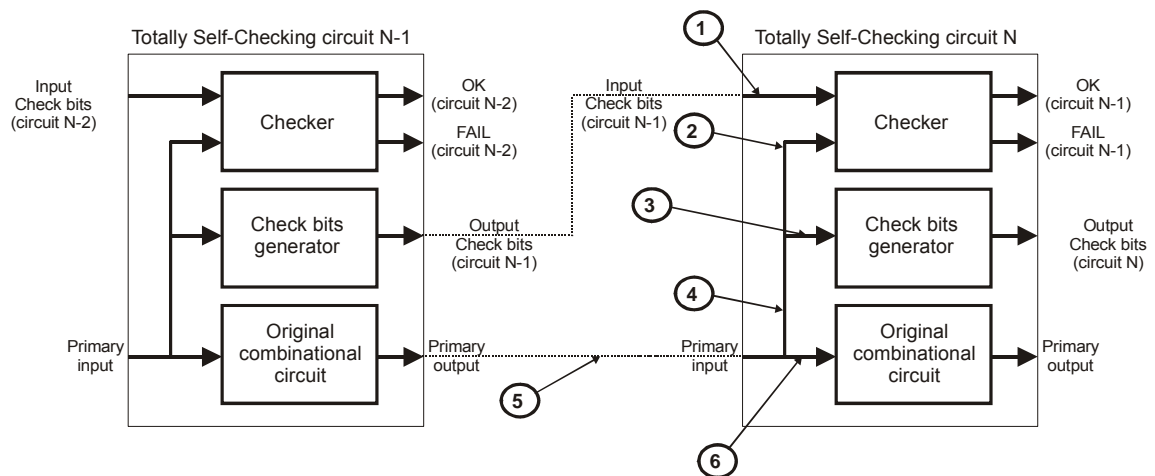 Totally Self-Checking circuit N-1
Input
Check bits
(circuit N-2)
Checker
OK
(circuit N-2)
FAIL
(circuit N-2)
Check bits
generator
Output
Check bits
(circuit N-1)
Primary
input
Original
combinational
circuit
Primary
output
Input
Check bits
(circuit N-1)
Totally Self-Checking circuit N
1
2
3
4
5
6
Checker
OK
(circuit N-1)
FAIL
(circuit N-1)
Check bits
generator
Output
Check bits
(circuit N)
Primary
input
Original
combinational
circuit
Primary
output